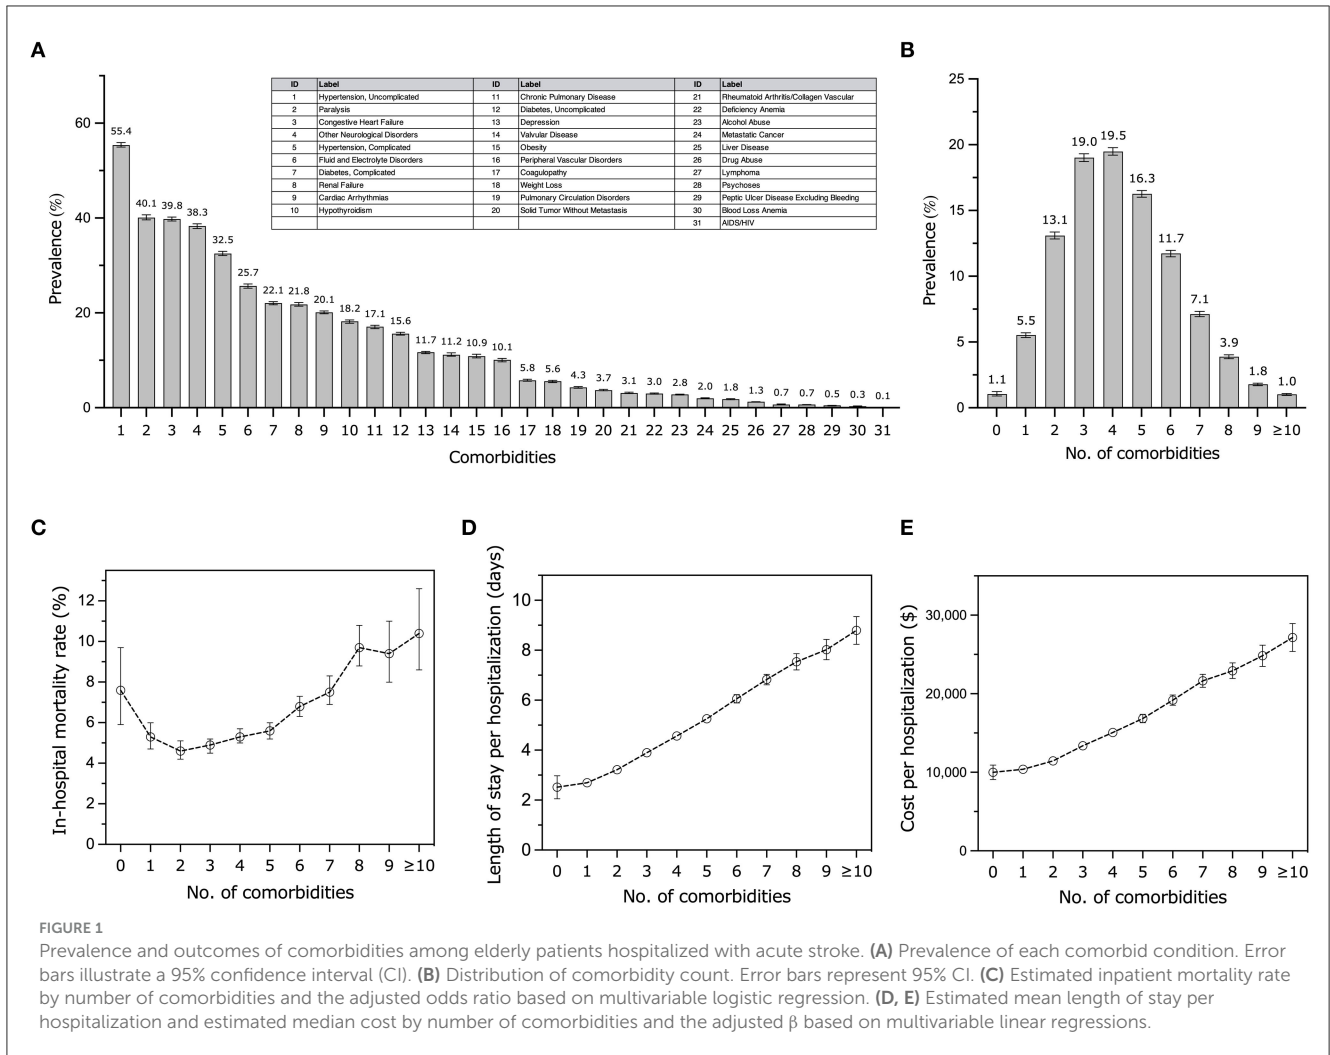 A
B
Prevalence (%)
60
40
20
0
55.4
40.1
39.8
38.3
32.5
25.7
22.1
21.8
20.1
18.2
17.1
15.6
11.7
11.2
10.9
10.1
5.8
5.6
4.3
3.7
3.1
3.0
2.8
2.0
1.8
1.3
0.7
0.7
0.5
0.3
0.1
1 2 3 4 5 6 7 8 9 10 11 12 13 14 15 16 17 18 19 20 21 22 23 24 25 26 27 28 29 30 31
Comorbidities
ID Label ID Label ID Label
1 Hypertension, Uncomplicated 11 Chronic Pulmonary Disease 21 Rheumatoid Arthritis/Collagen Vascular
2 Paralysis 12 Diabetes, Uncomplicated 22 Deficiency Anemia
3 Congestive Heart Failure 13 Depression 23 Alcohol Abuse
4 Other Neurological Disorders 14 Valvular Disease 24 Metastatic Cancer
5 Hypertension, Complicated 15 Obesity 25 Liver Disease
6 Fluid and Electrolyte Disorders 16 Peripheral Vascular Disorders 26 Drug Abuse
7 Diabetes, Complicated 17 Coagulopathy 27 Lymphoma
8 Renal Failure 18 Weight Loss 28 Psychoses
9 Cardiac Arrhythmias 19 Pulmonary Circulation Disorders 29 Peptic Ulcer Disease Excluding Bleeding
10 Hypothyroidism 20 Solid Tumor Without Metastasis 30 Blood Loss Anemia
31 AIDS/HIV
Prevalence (%)
25
20
15
10
5
0
1.1
5.5
13.1
19.0
19.5
16.3
11.7
7.1
3.9
1.8
1.0
0 1 2 3 4 5 6 7 8 9 ≥10
No. of comorbidities
C
In-hospital mortality rate (%)
12
10
8
6
4
2
0
0 1 2 3 4 5 6 7 8 9 ≥10
No. of comorbidities
D
Length of stay per hospitalization (days)
10
8
6
4
2
0
0 1 2 3 4 5 6 7 8 9 ≥10
No. of comorbidities
E
Cost per hospitalization ($)
30,000
20,000
10,000
0
0 1 2 3 4 5 6 7 8 9 ≥10
No. of comorbidities
FIGURE 1
Prevalence and outcomes of comorbidities among elderly patients hospitalized with acute stroke. (A) Prevalence of each comorbid condition. Error
bars illustrate a 95% confidence interval (CI). (B) Distribution of comorbidity count. Error bars represent 95% CI. (C) Estimated inpatient mortality rate
by number of comorbidities and the adjusted odds ratio based on multivariable logistic regression. (D, E) Estimated mean length of stay per
hospitalization and estimated median cost by number of comorbidities and the adjusted β based on multivariable linear regressions.